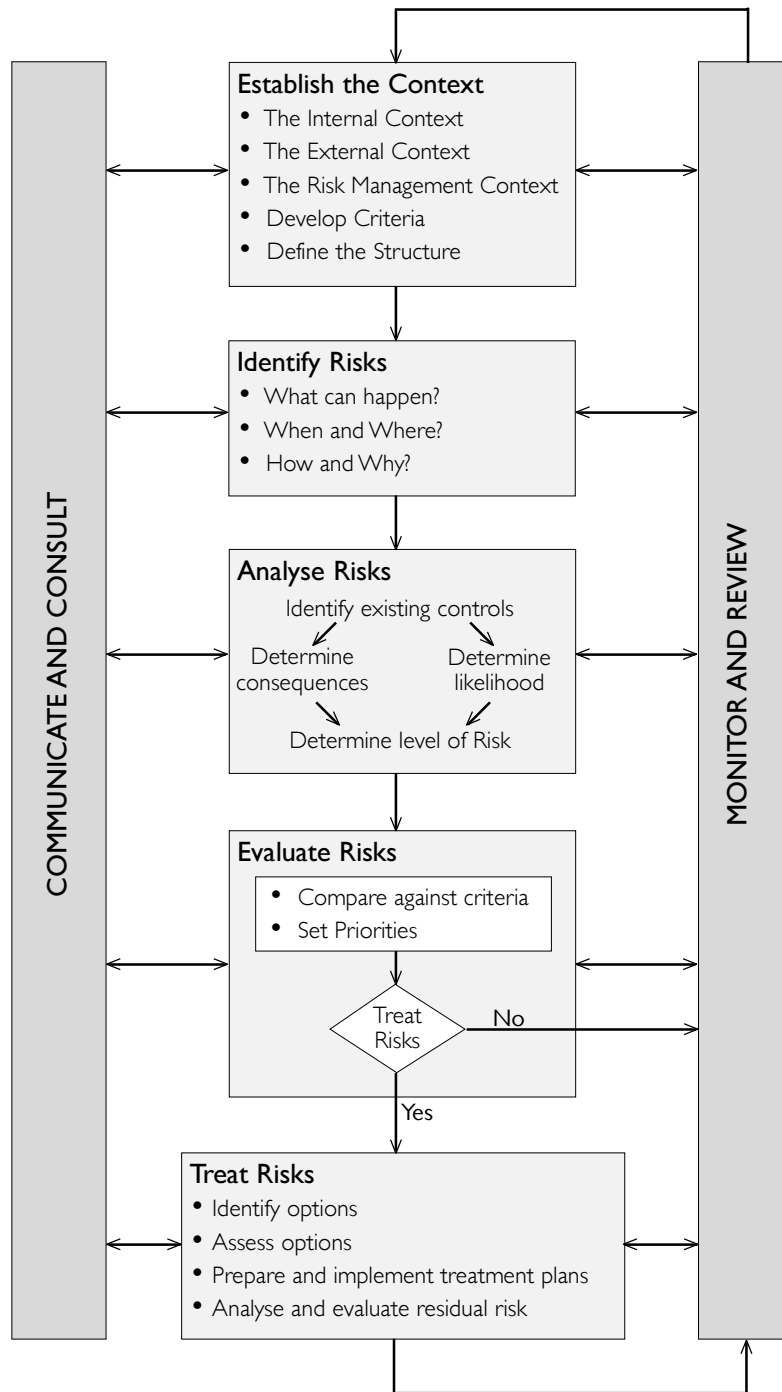 Establish the Context
• The Internal Context
• The External Context
• The Risk Management Context
• Develop Criteria
• Define the Structure
Identify Risks
• What can happen?
• When and Where?
• How and Why?
Analyse Risks
Identify existing controls
Determine
consequences
Determine
likelihood
Determine level of Risk
Evaluate Risks
• Compare against criteria
• Set Priorities
Treat
Risks
No
Yes
Treat Risks
• Identify options
• Assess options
• Prepare and implement treatment plans
• Analyse and evaluate residual risk
COMMUNICATE AND CONSULT
MONITOR AND REVIEW